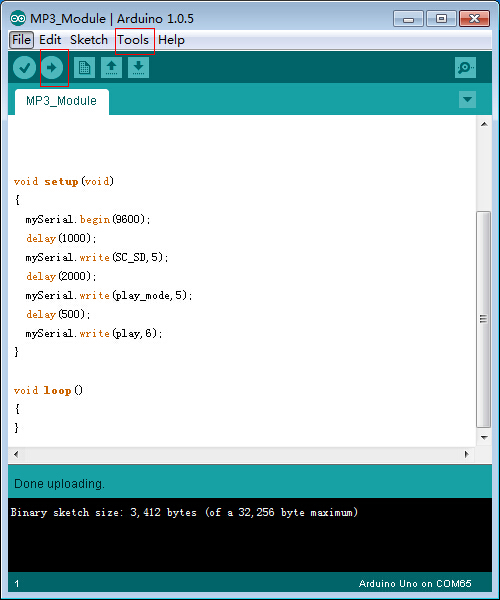 MP3_Module | Arduino 1.0.5
File Edit Sketch Tools Help
MP3_Module
void setup(void)
{
mySerial.begin(9600);
delay(1000);
mySerial.write(SC_SD,5);
delay(2000);
mySerial.write(play_mode,5);
delay(500);
mySerial.write(play,6);
}
void loop()
{
}
Done uploading.
Binary sketch size: 3,412 bytes (of a 32,256 byte maximum)
1 Arduino Uno on COM65